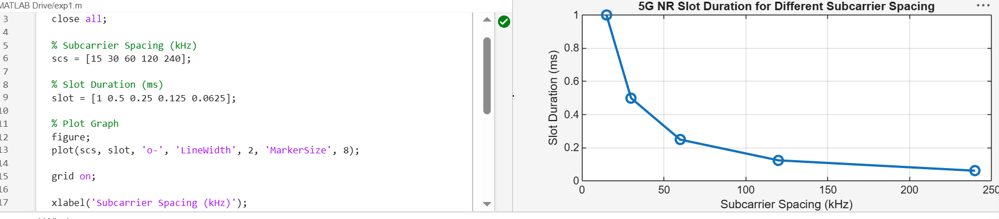 MATLAB Drive/exp1.m
3 close all;
4
5 % Subcarrier Spacing (kHz)
6 scs = [15 30 60 120 240];
7
8 % Slot Duration (ms)
9 slot = [1 0.5 0.25 0.125 0.0625];
10
11 % Plot Graph
12 figure;
13 plot(scs, slot, 'o-', 'LineWidth', 2, 'MarkerSize', 8);
14
15 grid on;
16
17 xlabel('Subcarrier Spacing (kHz)');
5G NR Slot Duration for Different Subcarrier Spacing
Slot Duration (ms)
1
0.8
0.6
0.4
0.2
0
0 50 100 150 200 250
Subcarrier Spacing (kHz)